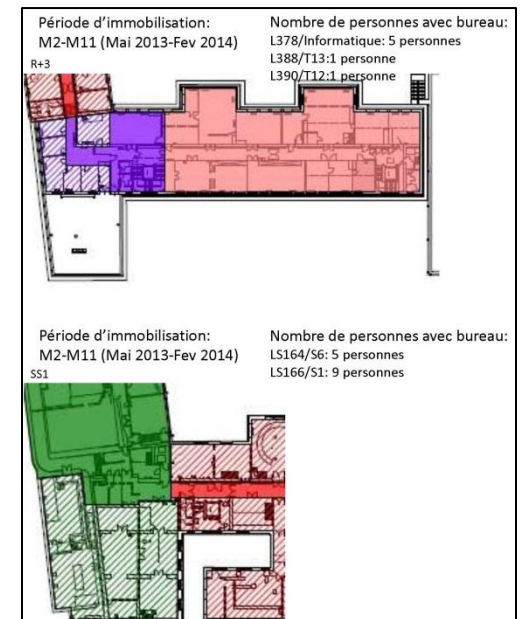 Période d'immobilisation:
M2-M11 (Mai 2013-Fev 2014)
Nombre de personnes avec bureau:
L378/Informatique: 5 personnes
L388/T13:1 personne
L390/T12:1 personne
R+3
Période d'immobilisation:
M2-M11 (Mai 2013-Fev 2014)
Nombre de personnes avec bureau:
LS164/S6: 5 personnes
LS166/S1: 9 personnes
SS1